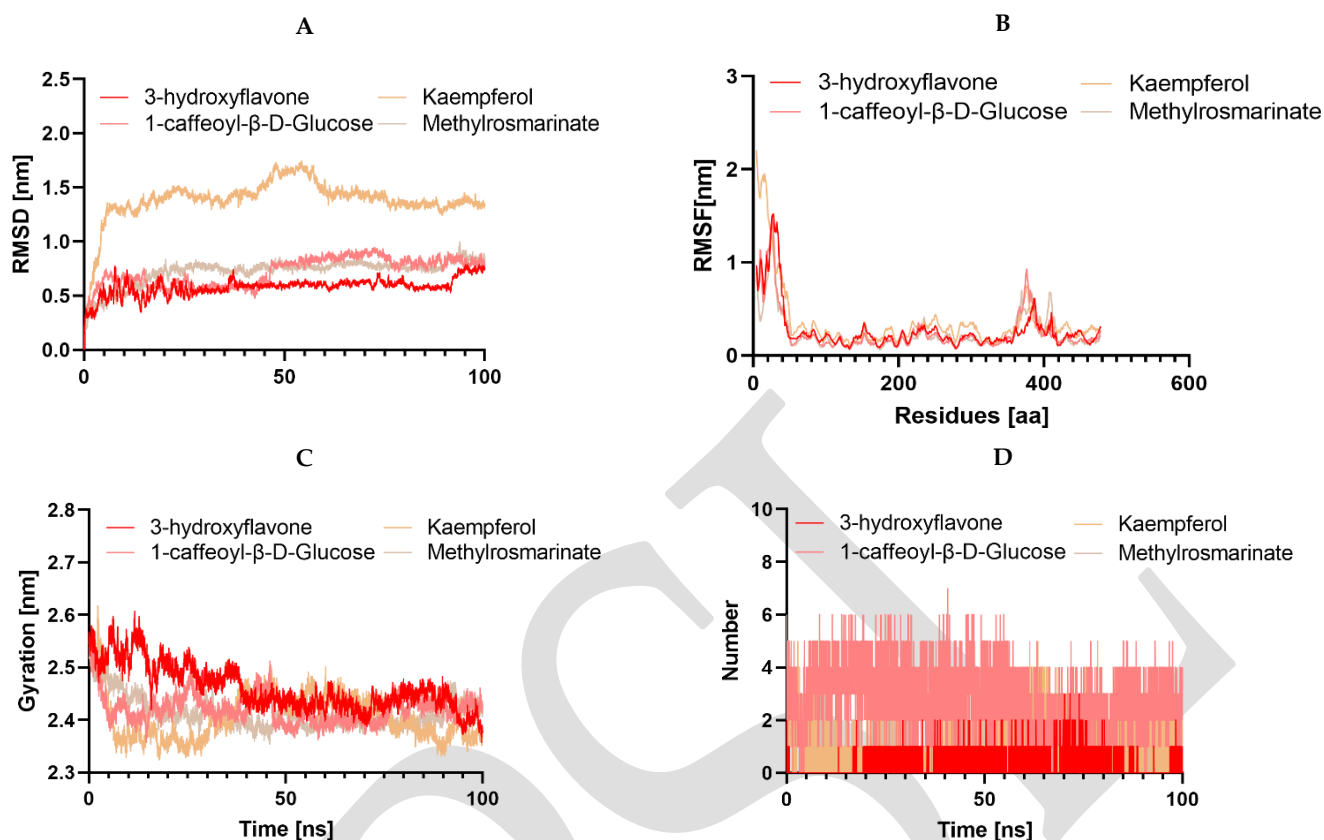 A
2.5
3-hydroxyflavone Kaempferol
1-caffeoyl-β-D-Glucose Methylrosmarinate
2.0
1.5
1.0
0.5
0.0
RMSD [nm]
0 50 100
B
3
3-hydroxyflavone Kaempferol
1-caffeoyl-β-D-Glucose Methylrosmarinate
2
1
0
RMSF[nm]
0 200 400 600
Residues [aa]
C
2.8
3-hydroxyflavone Kaempferol
1-caffeoyl-β-D-Glucose Methylrosmarinate
2.7
2.6
2.5
2.4
2.3
Gyration [nm]
0 50 100
Time [ns]
D
10
3-hydroxyflavone Kaempferol
1-caffeoyl-β-D-Glucose Methylrosmarinate
8
6
4
2
0
Number
0 50 100
Time [ns]